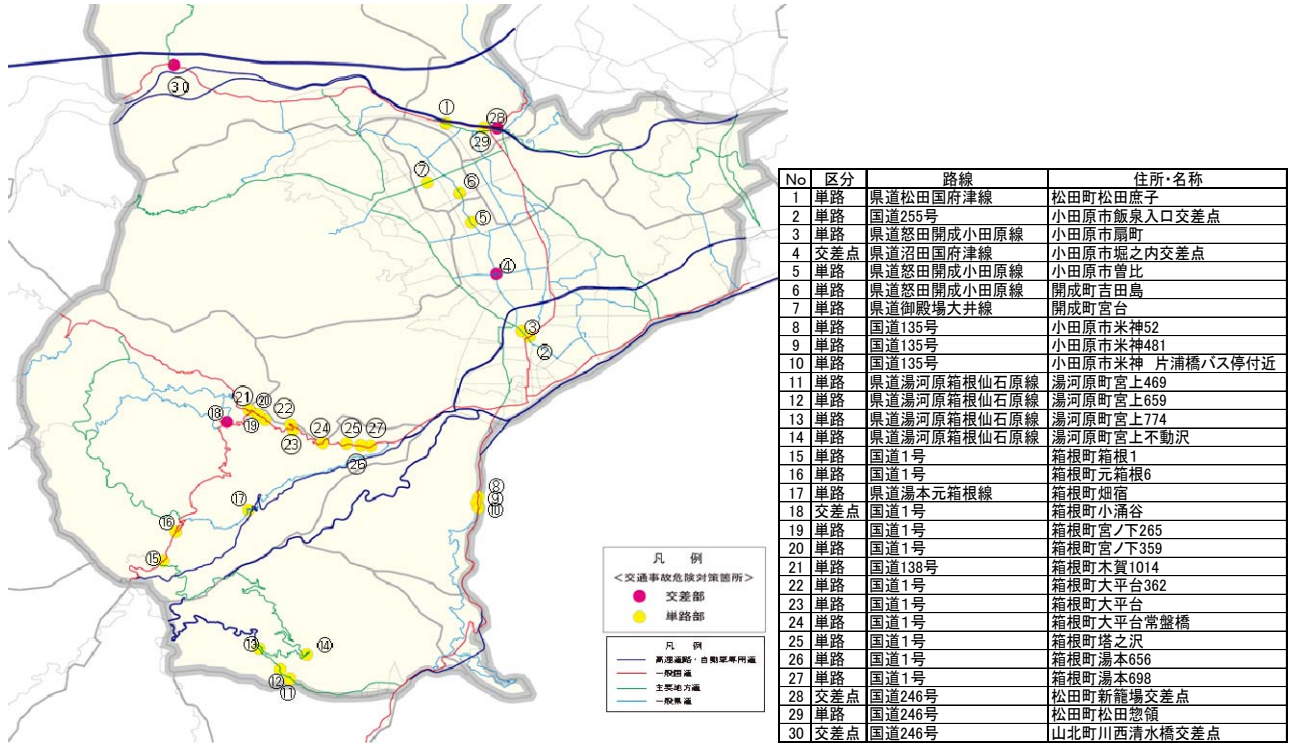 ㉚
①
㉘
㉙
⑦
⑥
⑤
④
③
②
㉑
⑳
㉒
⑱
⑲
㉓
㉔
㉕
㉗
㉖
⑰
⑧
⑨
⑩
⑯
⑮
⑬
⑭
⑫
⑪
凡 例
<交通事故危険対策箇所>
交差部
単路部
凡 例
高速道路・自動車専用道
一般国道
主要地方道
一般県道
No 区分 路線 住所・名称
1 単路 県道松田国府津線 松田町松田庶子
2 単路 国道255号 小田原市飯泉入口交差点
3 単路 県道怒田開成小田原線 小田原市扇町
4 交差点 県道沼田国府津線 小田原市堀之内交差点
5 単路 県道怒田開成小田原線 小田原市曽比
6 単路 県道怒田開成小田原線 開成町吉田島
7 単路 県道御殿場大井線 開成町宮台
8 単路 国道135号 小田原市米神52
9 単路 国道135号 小田原市米神481
10 単路 国道135号 小田原市米神 片浦橋バス停付近
11 単路 県道湯河原箱根仙石原線 湯河原町宮上469
12 単路 県道湯河原箱根仙石原線 湯河原町宮上659
13 単路 県道湯河原箱根仙石原線 湯河原町宮上774
14 単路 県道湯河原箱根仙石原線 湯河原町宮上不動沢
15 単路 国道1号 箱根町箱根1
16 単路 国道1号 箱根町元箱根6
17 単路 県道湯本元箱根線 箱根町畑宿
18 交差点 国道1号 箱根町小涌谷
19 単路 国道1号 箱根町宮ノ下265
20 単路 国道1号 箱根町宮ノ下359
21 単路 国道138号 箱根町木賀1014
22 単路 国道1号 箱根町大平台362
23 単路 国道1号 箱根町大平台
24 単路 国道1号 箱根町大平台常盤橋
25 単路 国道1号 箱根町塔之沢
26 単路 国道1号 箱根町湯本656
27 単路 国道1号 箱根町湯本698
28 交差点 国道246号 松田町新籠場交差点
29 単路 国道246号 松田町松田惣領
30 交差点 国道246号 山北町川西清水橋交差点